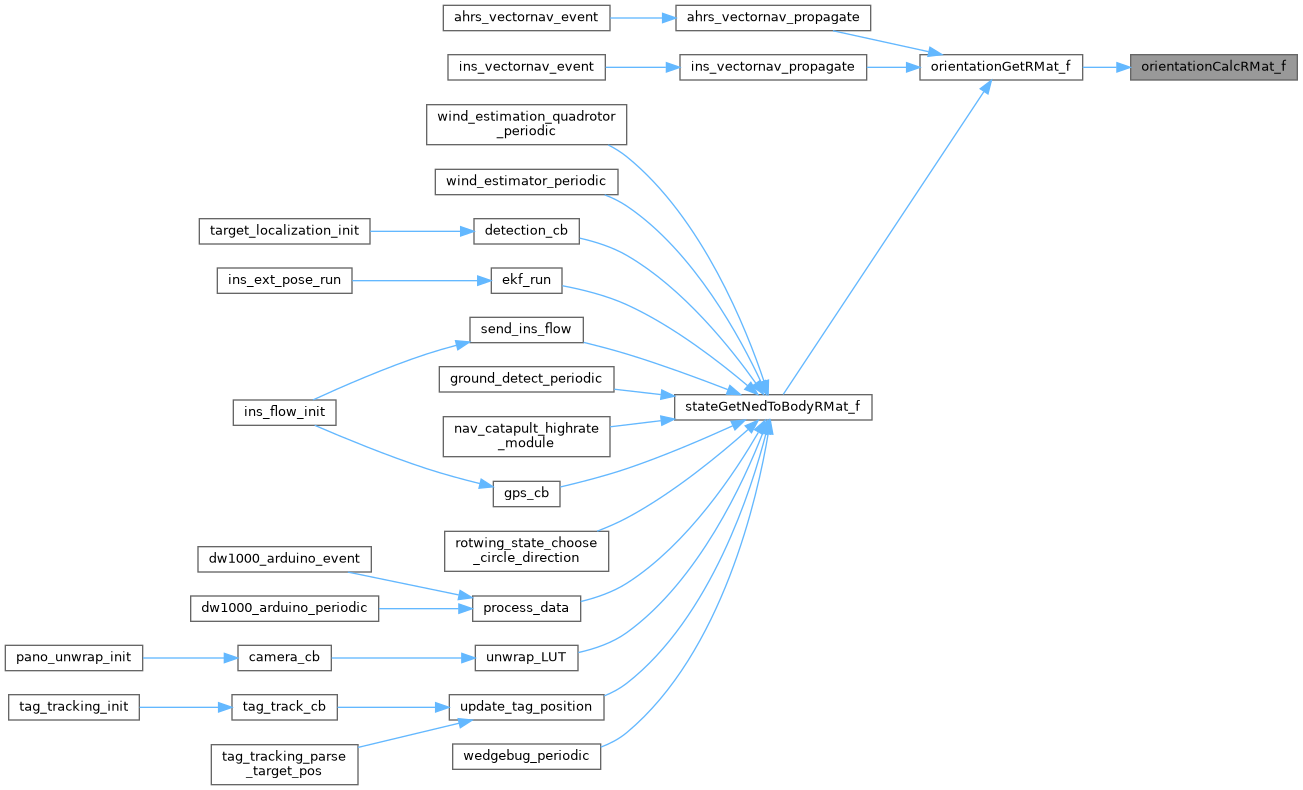 ahrs_vectornav_event
ahrs_vectornav_propagate
ins_vectornav_event
ins_vectornav_propagate
orientationGetRMat_f
orientationCalcRMat_f
wind_estimation_quadrotor
_periodic
wind_estimator_periodic
target_localization_init
detection_cb
ins_ext_pose_run
ekf_run
send_ins_flow
ground_detect_periodic
stateGetNedToBodyRMat_f
ins_flow_init
nav_catapult_highrate
_module
gps_cb
rotwing_state_choose
_circle_direction
dw1000_arduino_event
dw1000_arduino_periodic
process_data
pano_unwrap_init
camera_cb
unwrap_LUT
tag_tracking_init
tag_track_cb
update_tag_position
tag_tracking_parse
_target_pos
wedgebug_periodic